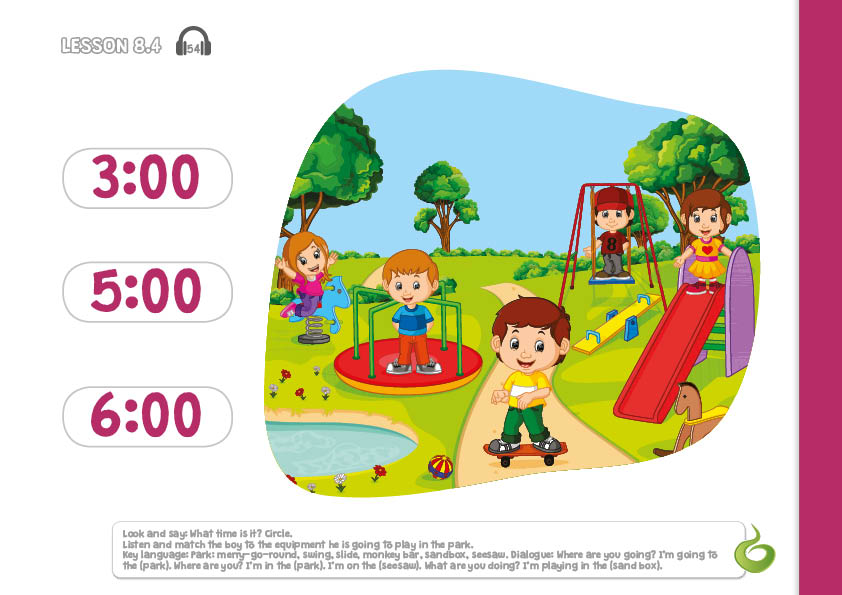 LESSON 8.4
54
3:00
5:00
6:00
8
Look and say: What time is it? Circle.
Listen and match the boy to the equipment he is going to play in the park.
Key language: Park: merry-go-round, swing, slide, monkey bar, sandbox, seesaw. Dialogue: Where are you going? I'm going to
the (park). Where are you? I'm in the (park). I'm on the (seesaw). What are you doing? I'm playing in the (sand box).